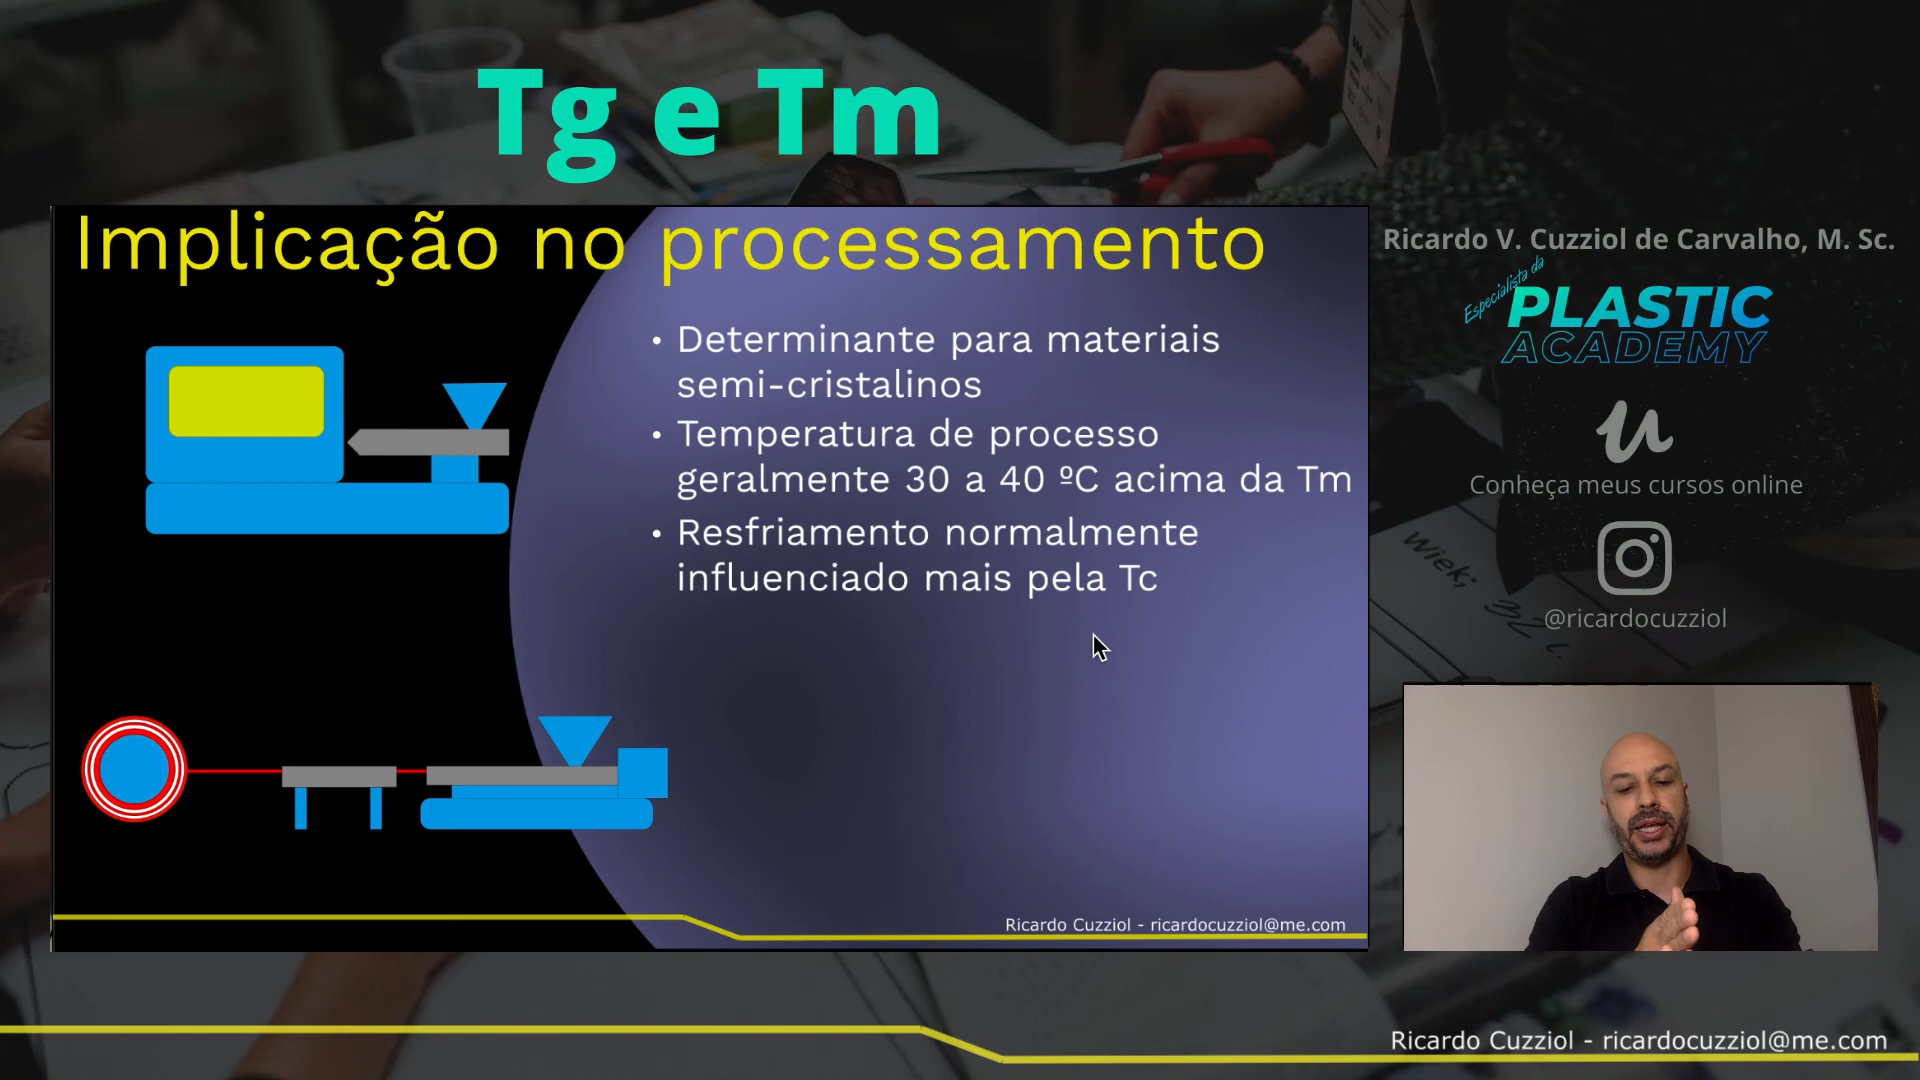 Tg e Tm
Implicação no processamento
• Determinante para materiais
semi-cristalinos
• Temperatura de processo
geralmente 30 a 40 ºC acima da Tm
• Resfriamento normalmente
influenciado mais pela Tc
Ricardo Cuzziol - ricardocuzziol@me.com
Ricardo V. Cuzziol de Carvalho, M. Sc.
Especialista da
PLASTIC
ACADEMY
Conheça meus cursos online
@ricardocuzziol
Wiek;
Ricardo Cuzziol - ricardocuzziol@me.com